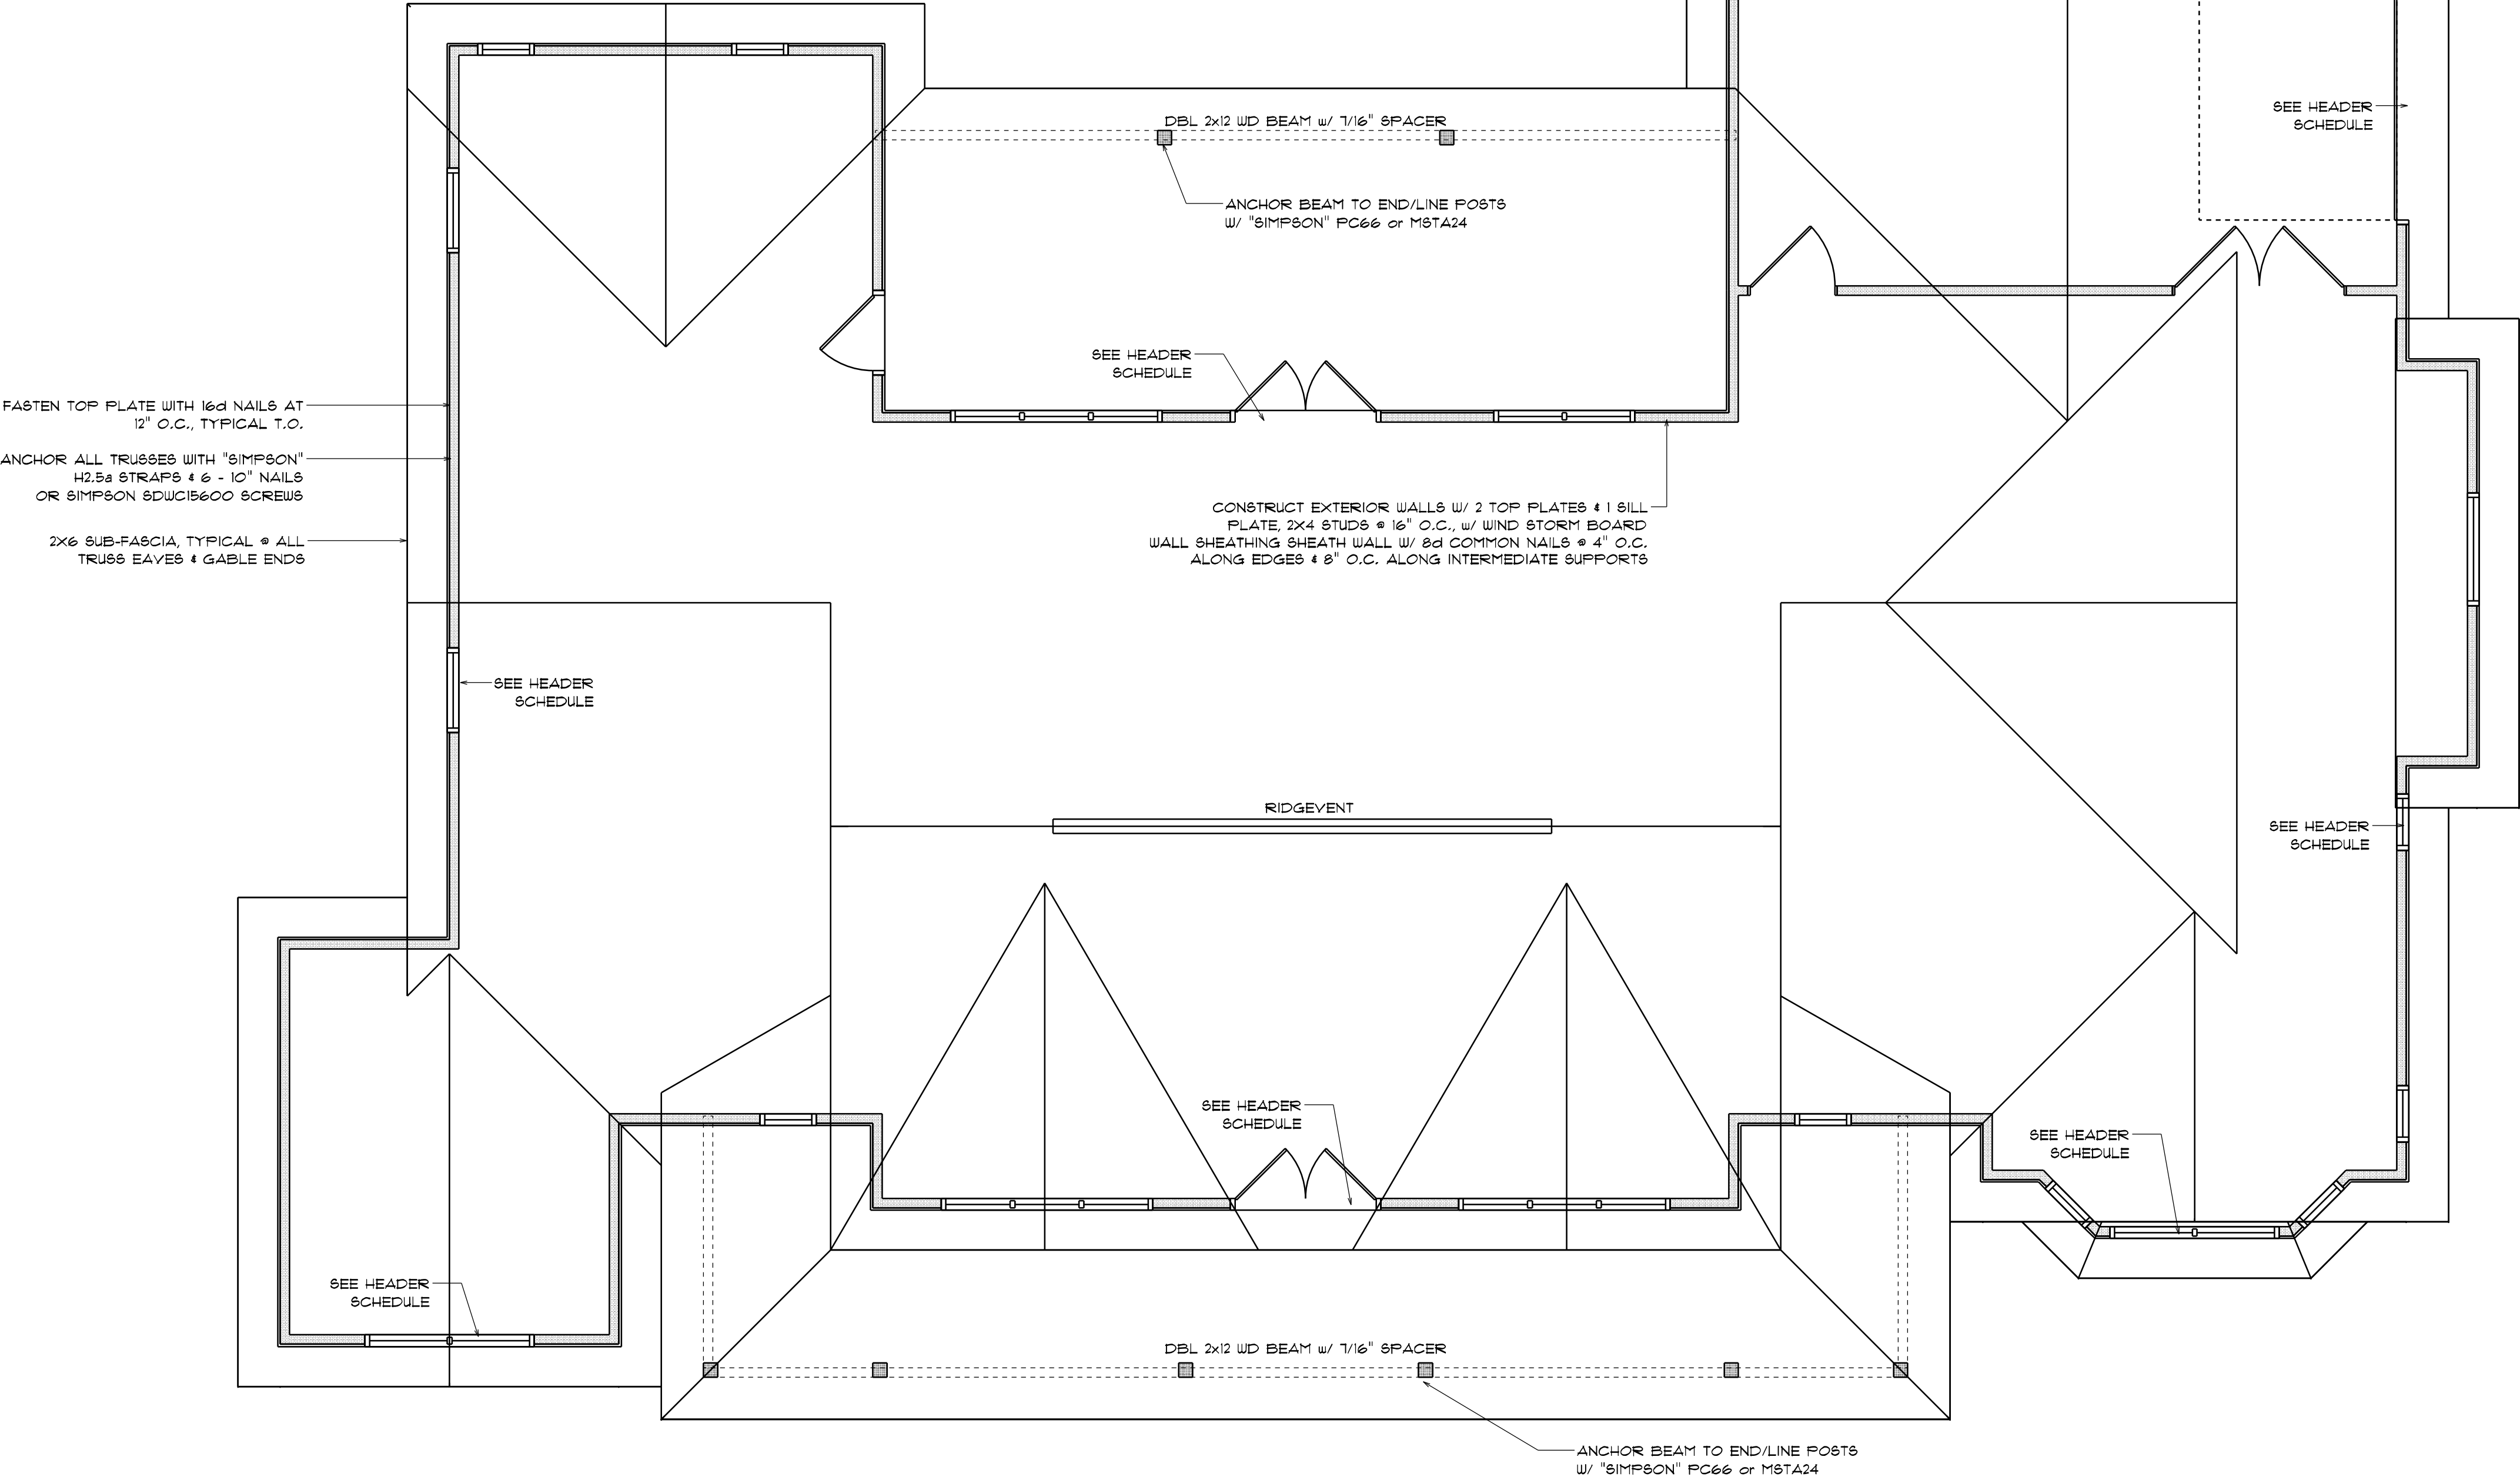 SEE HEADER
SCHEDULE
DBL 2x12 WD BEAM w/ 7/16" SPACER
ANCHOR BEAM TO END/LINE POSTS
W/ "SIMPSON" PC66 or MSTA24
SEE HEADER
SCHEDULE
FASTEN TOP PLATE WITH 16d NAILS AT
12" O.C., TYPICAL T.O.
ANCHOR ALL TRUSSES WITH "SIMPSON"
H2.5a STRAPS & 6 - 10" NAILS
OR SIMPSON SDWC15600 SCREWS
2X6 SUB-FASCIA, TYPICAL @ ALL
TRUSS EAVES & GABLE ENDS
CONSTRUCT EXTERIOR WALLS W/ 2 TOP PLATES & 1 SILL
PLATE, 2X4 STUDS @ 16" O.C., w/ WIND STORM BOARD
WALL SHEATHING SHEATH WALL W/ 8d COMMON NAILS @ 4" O.C.
ALONG EDGES & 8" O.C. ALONG INTERMEDIATE SUPPORTS
SEE HEADER
SCHEDULE
RIDGEVENT
SEE HEADER
SCHEDULE
SEE HEADER
SCHEDULE
SEE HEADER
SCHEDULE
SEE HEADER
SCHEDULE
DBL 2x12 WD BEAM w/ 7/16" SPACER
ANCHOR BEAM TO END/LINE POSTS
W/ "SIMPSON" PC66 or MSTA24